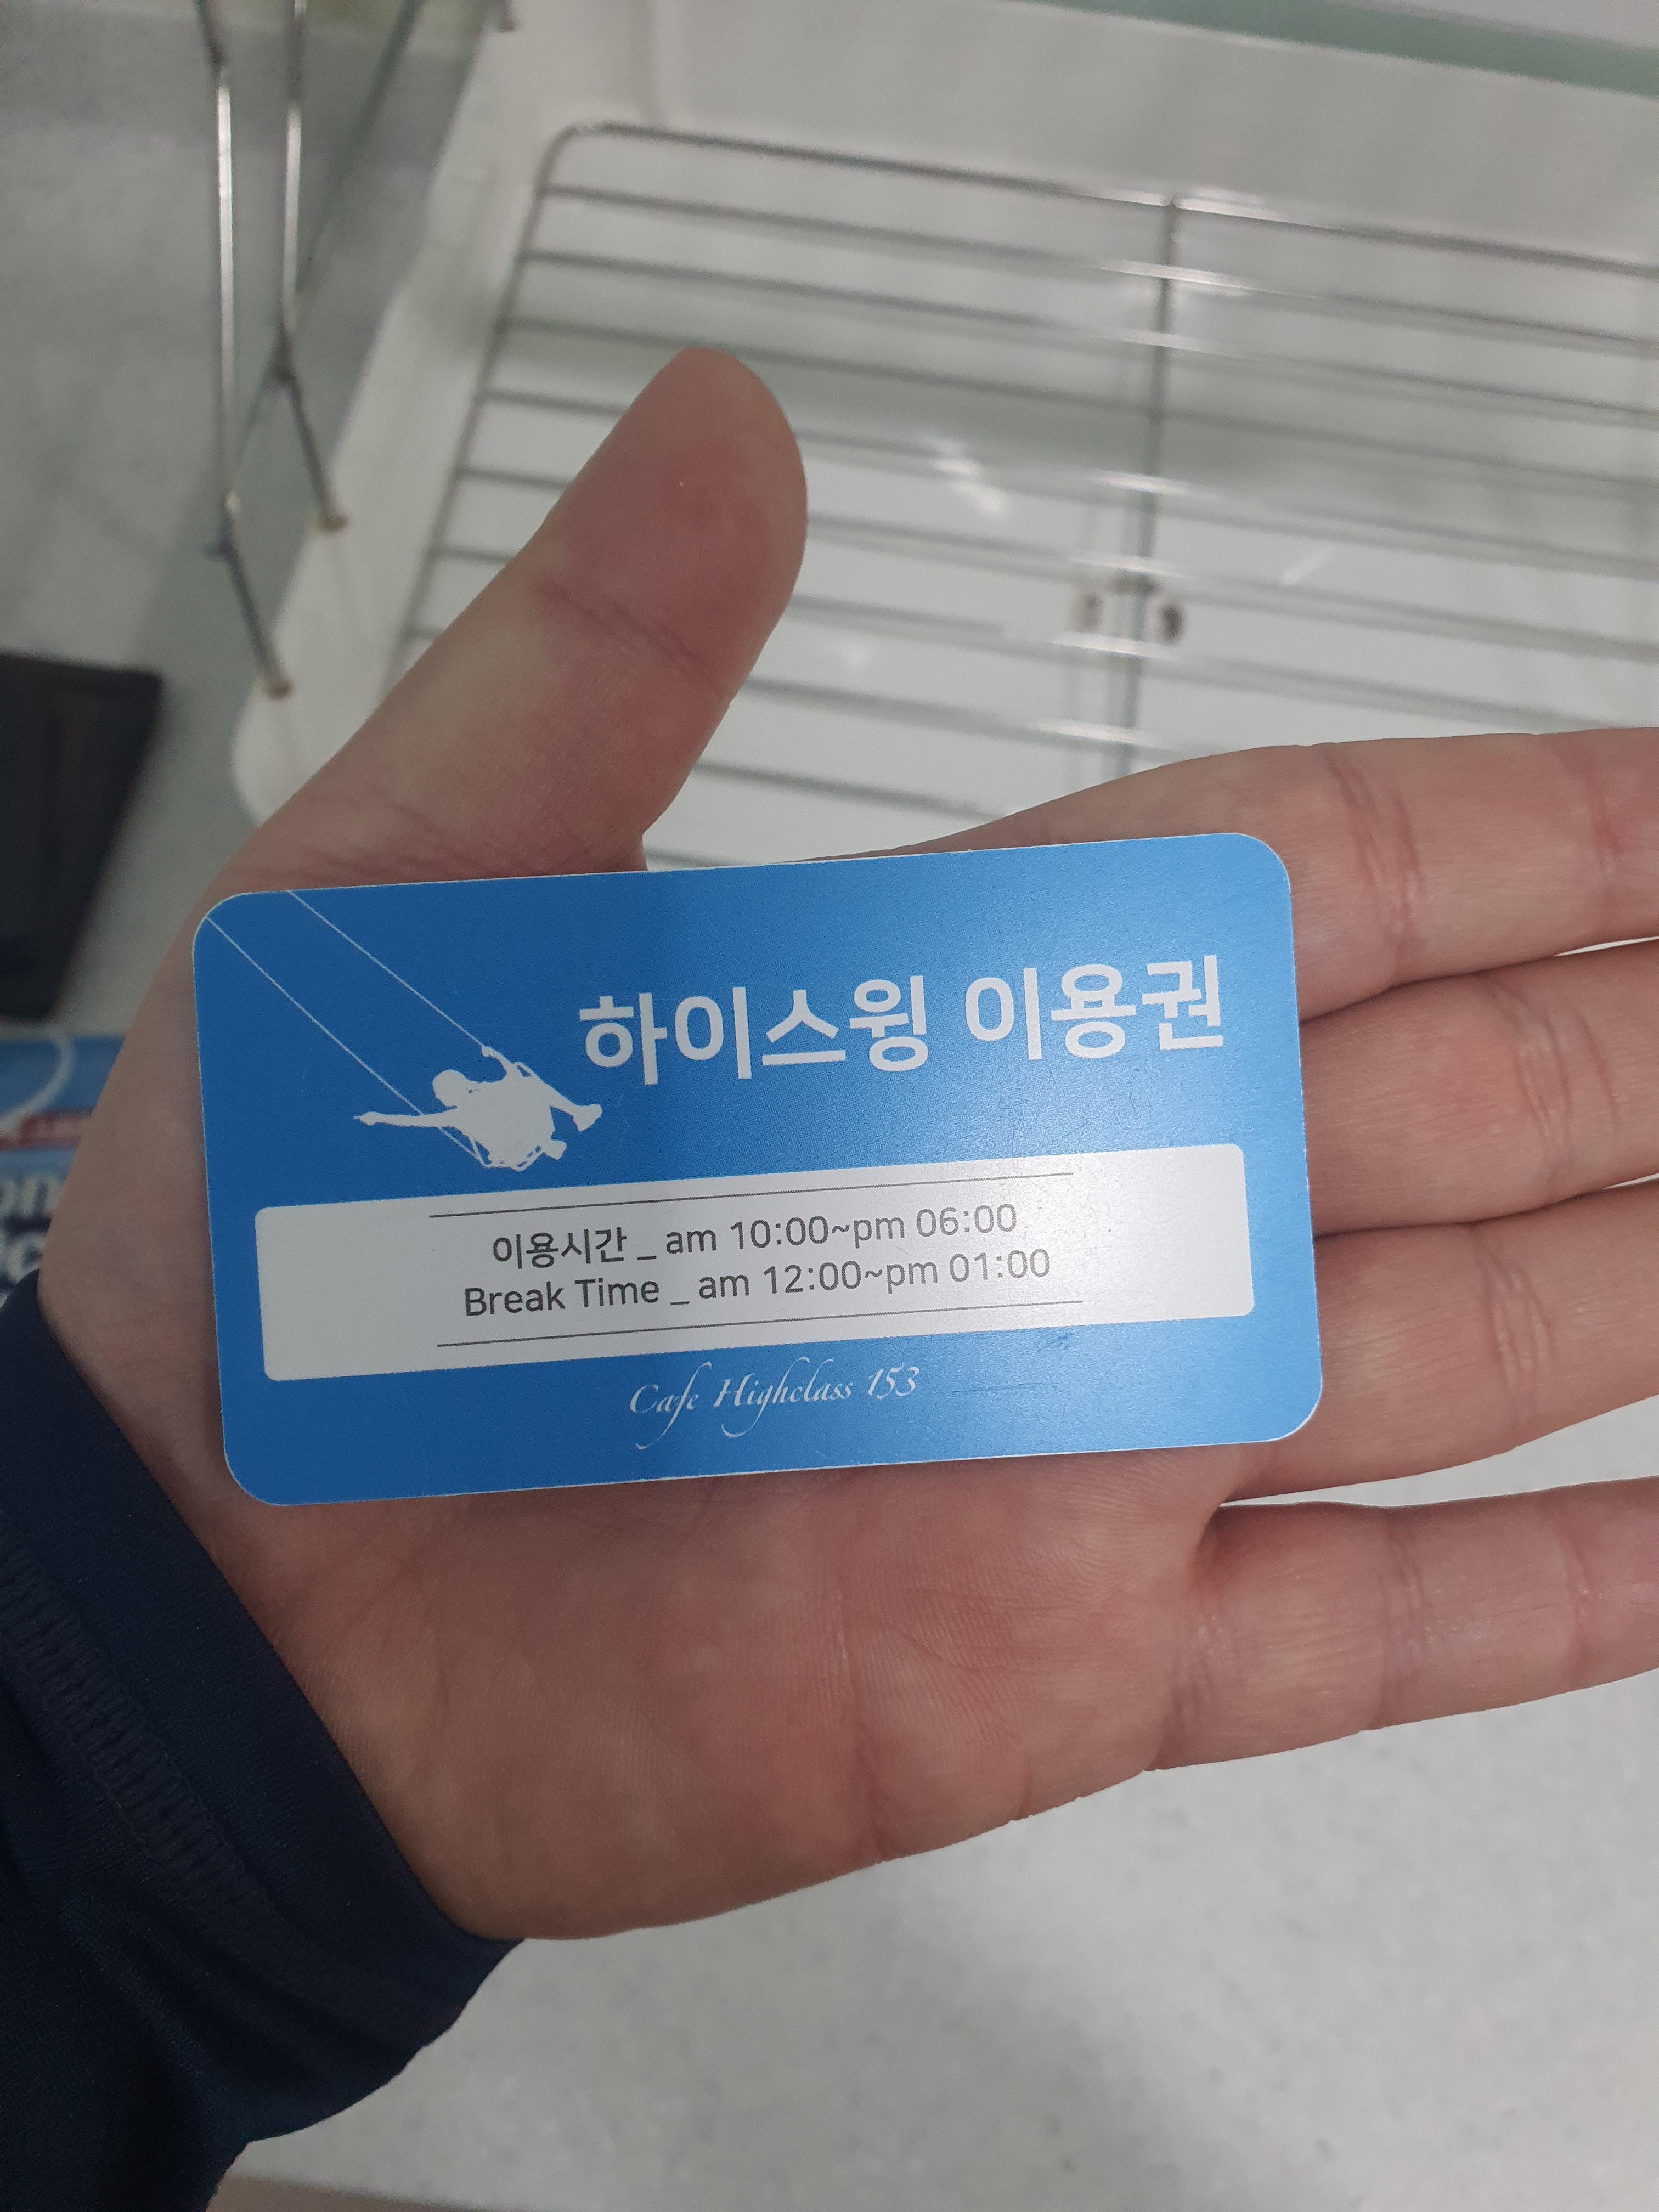 하이스윙 이용권
이용시간 _ am 10:00~pm 06:00
Break Time _ am 12:00~pm 01:00
Cafe Highclass 153